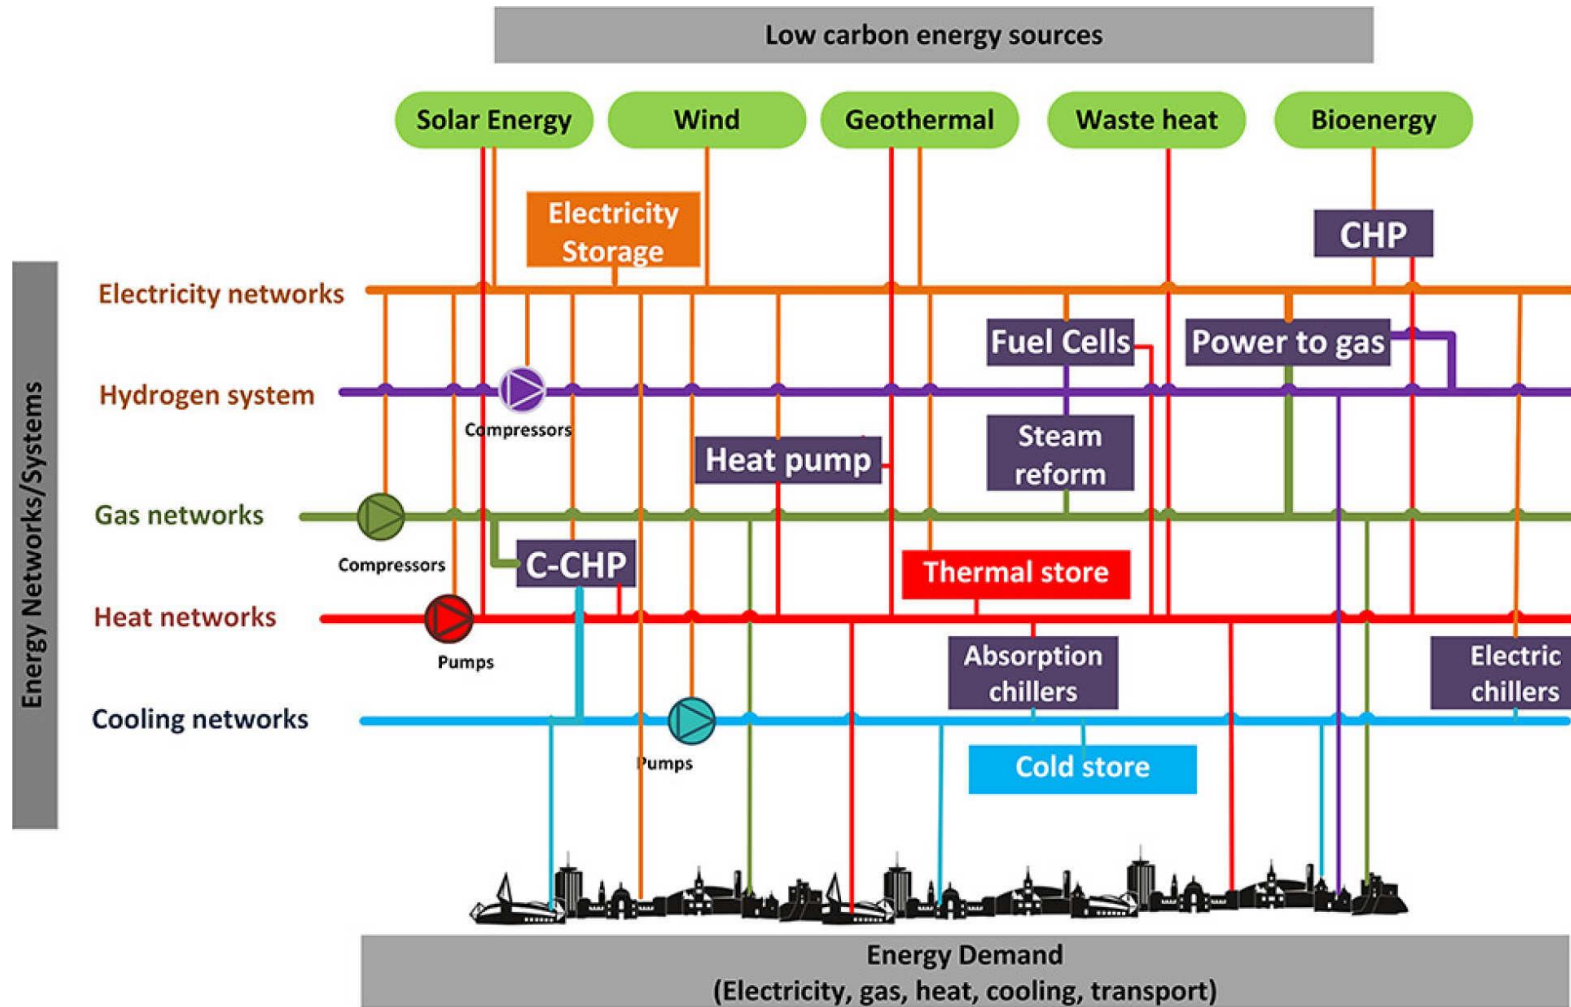 Low carbon energy sources
Solar Energy
Wind
Geothermal
Waste heat
Bioenergy
Electricity
Storage
CHP
Electricity networks
Fuel Cells
Power to gas
Hydrogen system
Compressors
Steam
reform
Heat pump
Gas networks
Compressors
C-CHP
Thermal store
Heat networks
Pumps
Absorption
chillers
Electric
chillers
Cooling networks
Pumps
Cold store
Energy Networks/Systems
Energy Demand
(Electricity, gas, heat, cooling, transport)